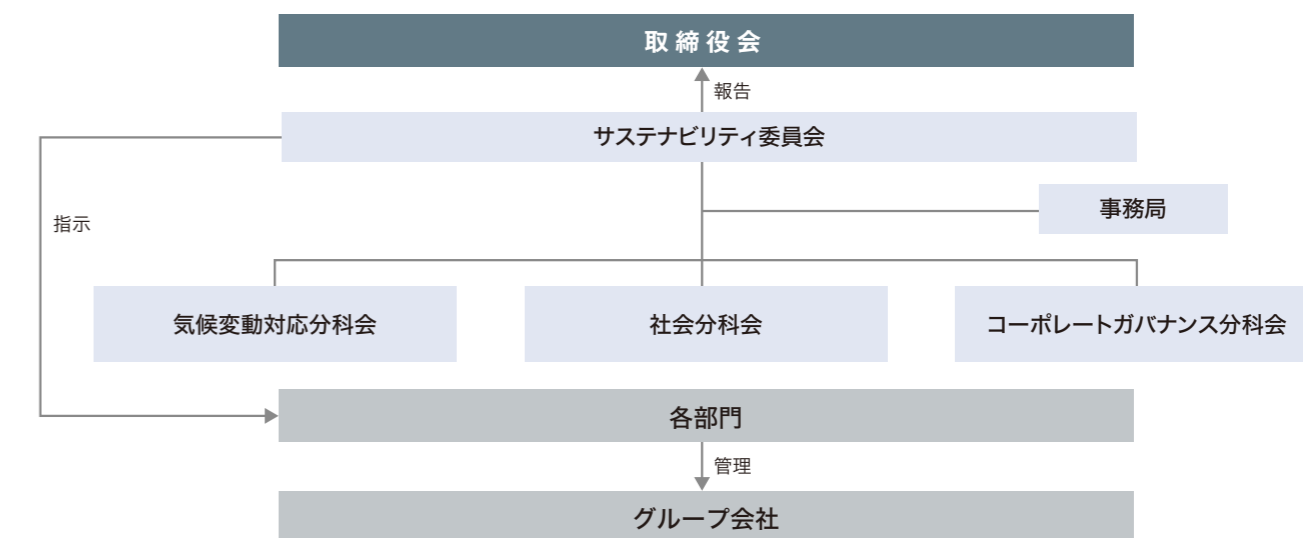 取締役会
報告
サステナビリティ委員会
事務局
指示
気候変動対応分科会
社会分科会
コーポレートガバナンス分科会
各部門
管理
グループ会社